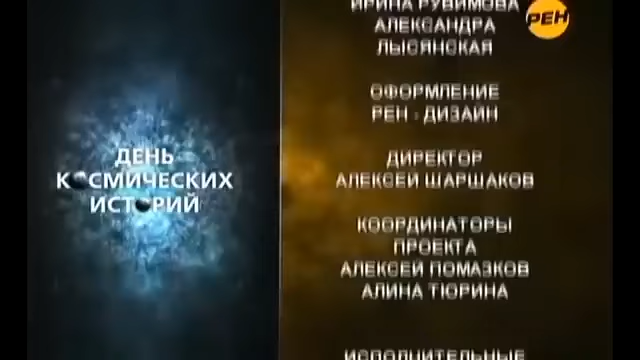 ДЕНЬ
КОСМИЧЕСКИХ
ИСТОРИЙ
ИРИНА РУВИМОВА
АЛЕКСАНДРА
ЛЫСЯНСКАЯ
ОФОРМЛЕНИЕ
РЕН - ДИЗАЙН
ДИРЕКТОР
АЛЕКСЕЙ ШАРШАКОВ
КООРДИНАТОРЫ
ПРОЕКТА
АЛЕКСЕЙ ПОМАЗКОВ
АЛИНА ТЮРИНА
ИСПОЛНИТЕЛЬНЫЕ
РЕН